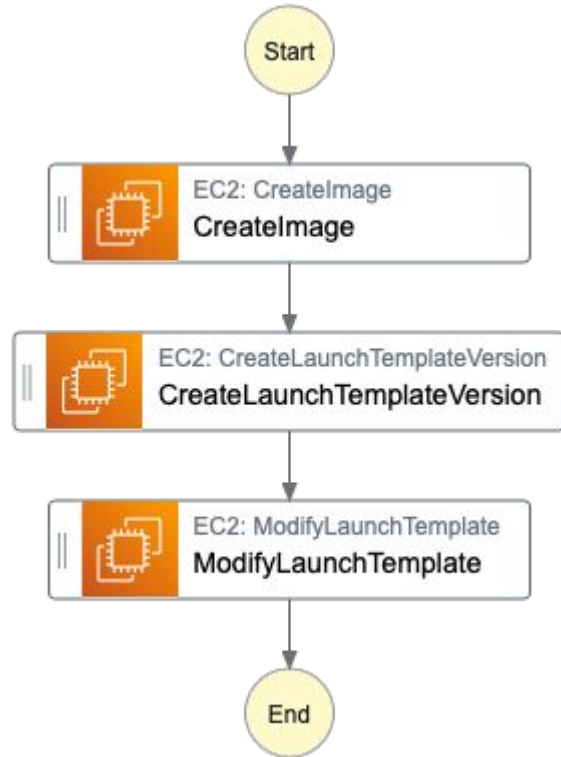 Start
EC2: CreateImage
CreateImage
EC2: CreateLaunchTemplateVersion
CreateLaunchTemplateVersion
EC2: ModifyLaunchTemplate
ModifyLaunchTemplate
End